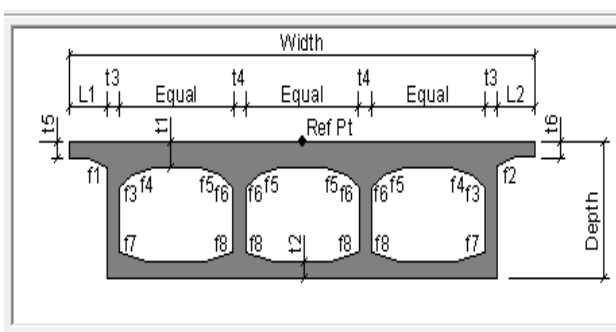 Width
t3 t4 t4 t3
L1 Equal Equal Equal L2
t5 t1 Ref Pt t6
f1 f4 f5 f5 f5 f5 f4 f2
f3 f6 f6 f6 f6 f3
f7 f8 f8 t2 f8 f8 f7
Depth